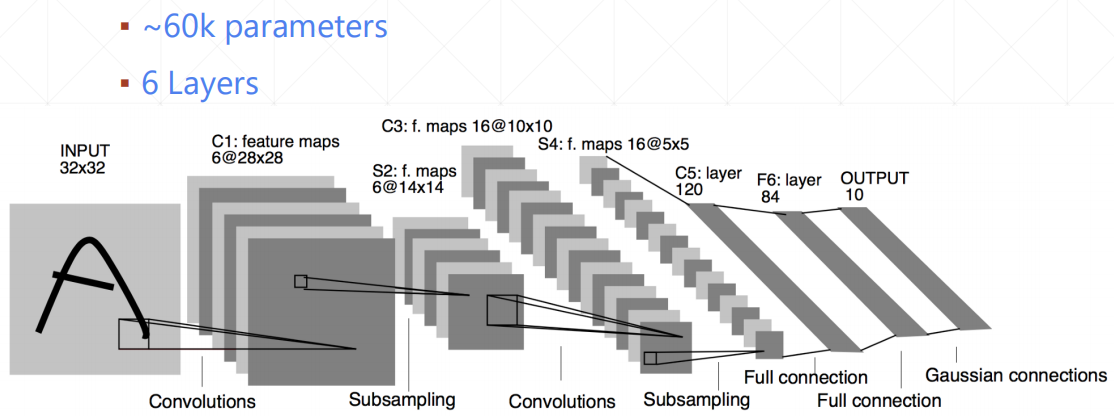 ▪ ~60k parameters
▪ 6 Layers
INPUT
32x32
C1: feature maps
6@28x28
S2: f. maps
6@14x14
C3: f. maps 16@10x10
S4: f. maps 16@5x5
C5: layer
120
F6: layer
84
OUTPUT
10
Convolutions
Subsampling
Convolutions
Subsampling
Full connection
Full connection
Gaussian connections